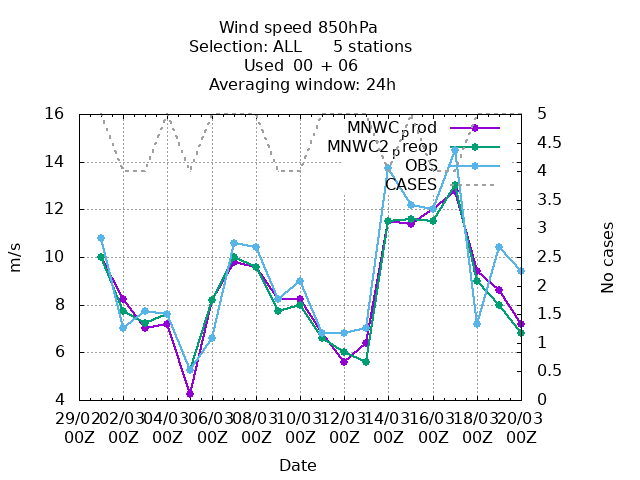 Wind speed 850hPa
Selection: ALL 5 stations
Used 00 + 06
Averaging window: 24h
MNWCprod
MNWC2preop
OBS
CASES
16
14
12
10
8
6
4
m/s
5
4.5
4
3.5
3
2.5
2
1.5
1
0.5
0
No cases
29/02 02/03 04/03 06/03 08/03 10/03 12/03 14/03 16/03 18/03 20/03
00Z 00Z 00Z 00Z 00Z 00Z 00Z 00Z 00Z 00Z 00Z
Date